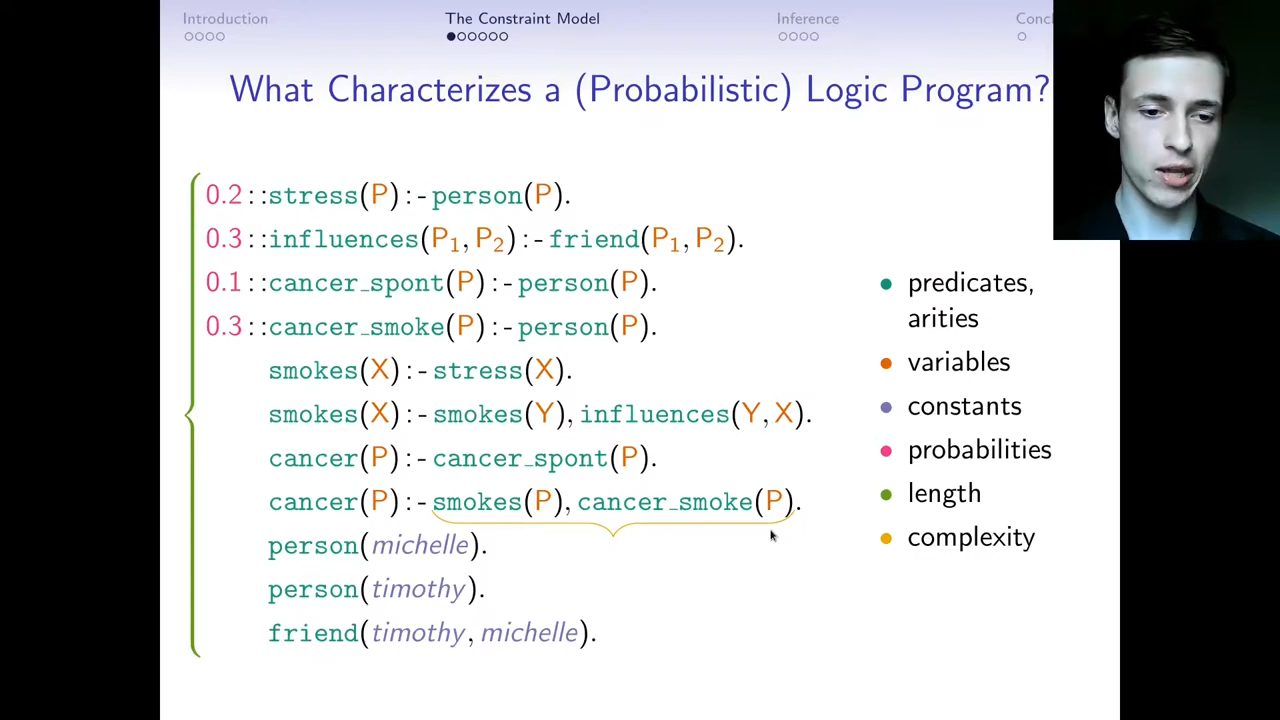 Introduction
The Constraint Model
Inference
What Characterizes a (Probabilistic) Logic Program?
0.2::stress(P):-person(P).
0.3::influences(P₁,P₂):-friend(P₁,P₂).
0.1::cancer_spont(P):-person(P).
0.3::cancer_smoke(P):-person(P).
smokes(X):-stress(X).
smokes(X):-smokes(Y),influences(Y,X).
cancer(P):-cancer_spont(P).
cancer(P):-smokes(P),cancer_smoke(P).
person(michelle).
person(timothy).
friend(timothy,michelle).
predicates,
arities
variables
constants
probabilities
length
complexity